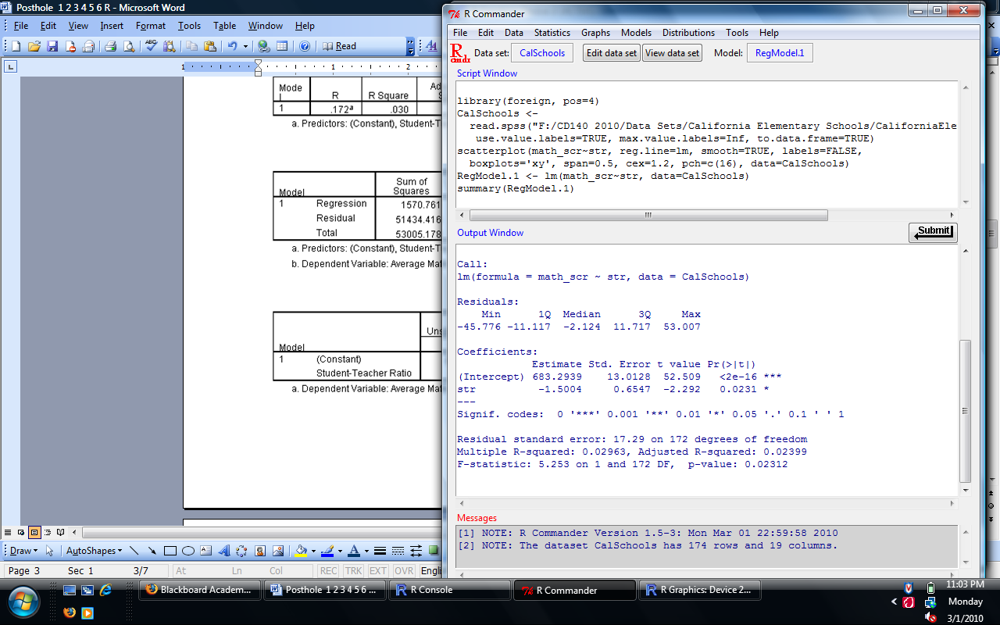 Posthole 1 2 3 4 5 6 R - Microsoft Word
File Edit View Insert Format Tools Table Window Help
Read
1 1 2
Mode
l R R Square
1 .172a .030
a. Predictors: (Constant), Student-T
Model Sum of
Squares
1 Regression 1570.761
Residual 51434.416
Total 53005.178
a. Predictors: (Constant), Student-T
b. Dependent Variable: Average Mat
Model
1 (Constant)
Student-Teacher Ratio
a. Dependent Variable: Average Mat
Draw AutoShapes
Page 3 Sec 1 3/7 At Ln Col REC TRK EXT OVR Engli
R Commander
File Edit Data Statistics Graphs Models Distributions Tools Help
R cmdr Data set: CalSchools Edit data set View data set Model: RegModel.1
Script Window
library(foreign, pos=4)
CalSchools <-
read.spss("F:/CD140 2010/Data Sets/California Elementary Schools/CaliforniaEle
use.value.labels=TRUE, max.value.labels=Inf, to.data.frame=TRUE)
scatterplot(math_scr~str, reg.line=lm, smooth=TRUE, labels=FALSE,
boxplots='xy', span=0.5, cex=1.2, pch=c(16), data=CalSchools)
RegModel.1 <- lm(math_scr~str, data=CalSchools)
summary(RegModel.1)
Output Window Submit
Call:
lm(formula = math_scr ~ str, data = CalSchools)
Residuals:
Min 1Q Median 3Q Max
-45.776 -11.117 -2.124 11.717 53.007
Coefficients:
Estimate Std. Error t value Pr(>|t|)
(Intercept) 683.2939 13.0128 52.509 <2e-16 ***
str -1.5004 0.6547 -2.292 0.0231 *
---
Signif. codes: 0 '***' 0.001 '**' 0.01 '*' 0.05 '.' 0.1 ' ' 1
Residual standard error: 17.29 on 172 degrees of freedom
Multiple R-squared: 0.02963, Adjusted R-squared: 0.02399
F-statistic: 5.253 on 1 and 172 DF, p-value: 0.02312
Messages
[1] NOTE: R Commander Version 1.5-3: Mon Mar 01 22:59:58 2010
[2] NOTE: The dataset CalSchools has 174 rows and 19 columns.
Blackboard Academ... Posthole 1 2 3 4 5 6 ... R Console R Commander R Graphics: Device 2...
11:03 PM
Monday
3/1/2010